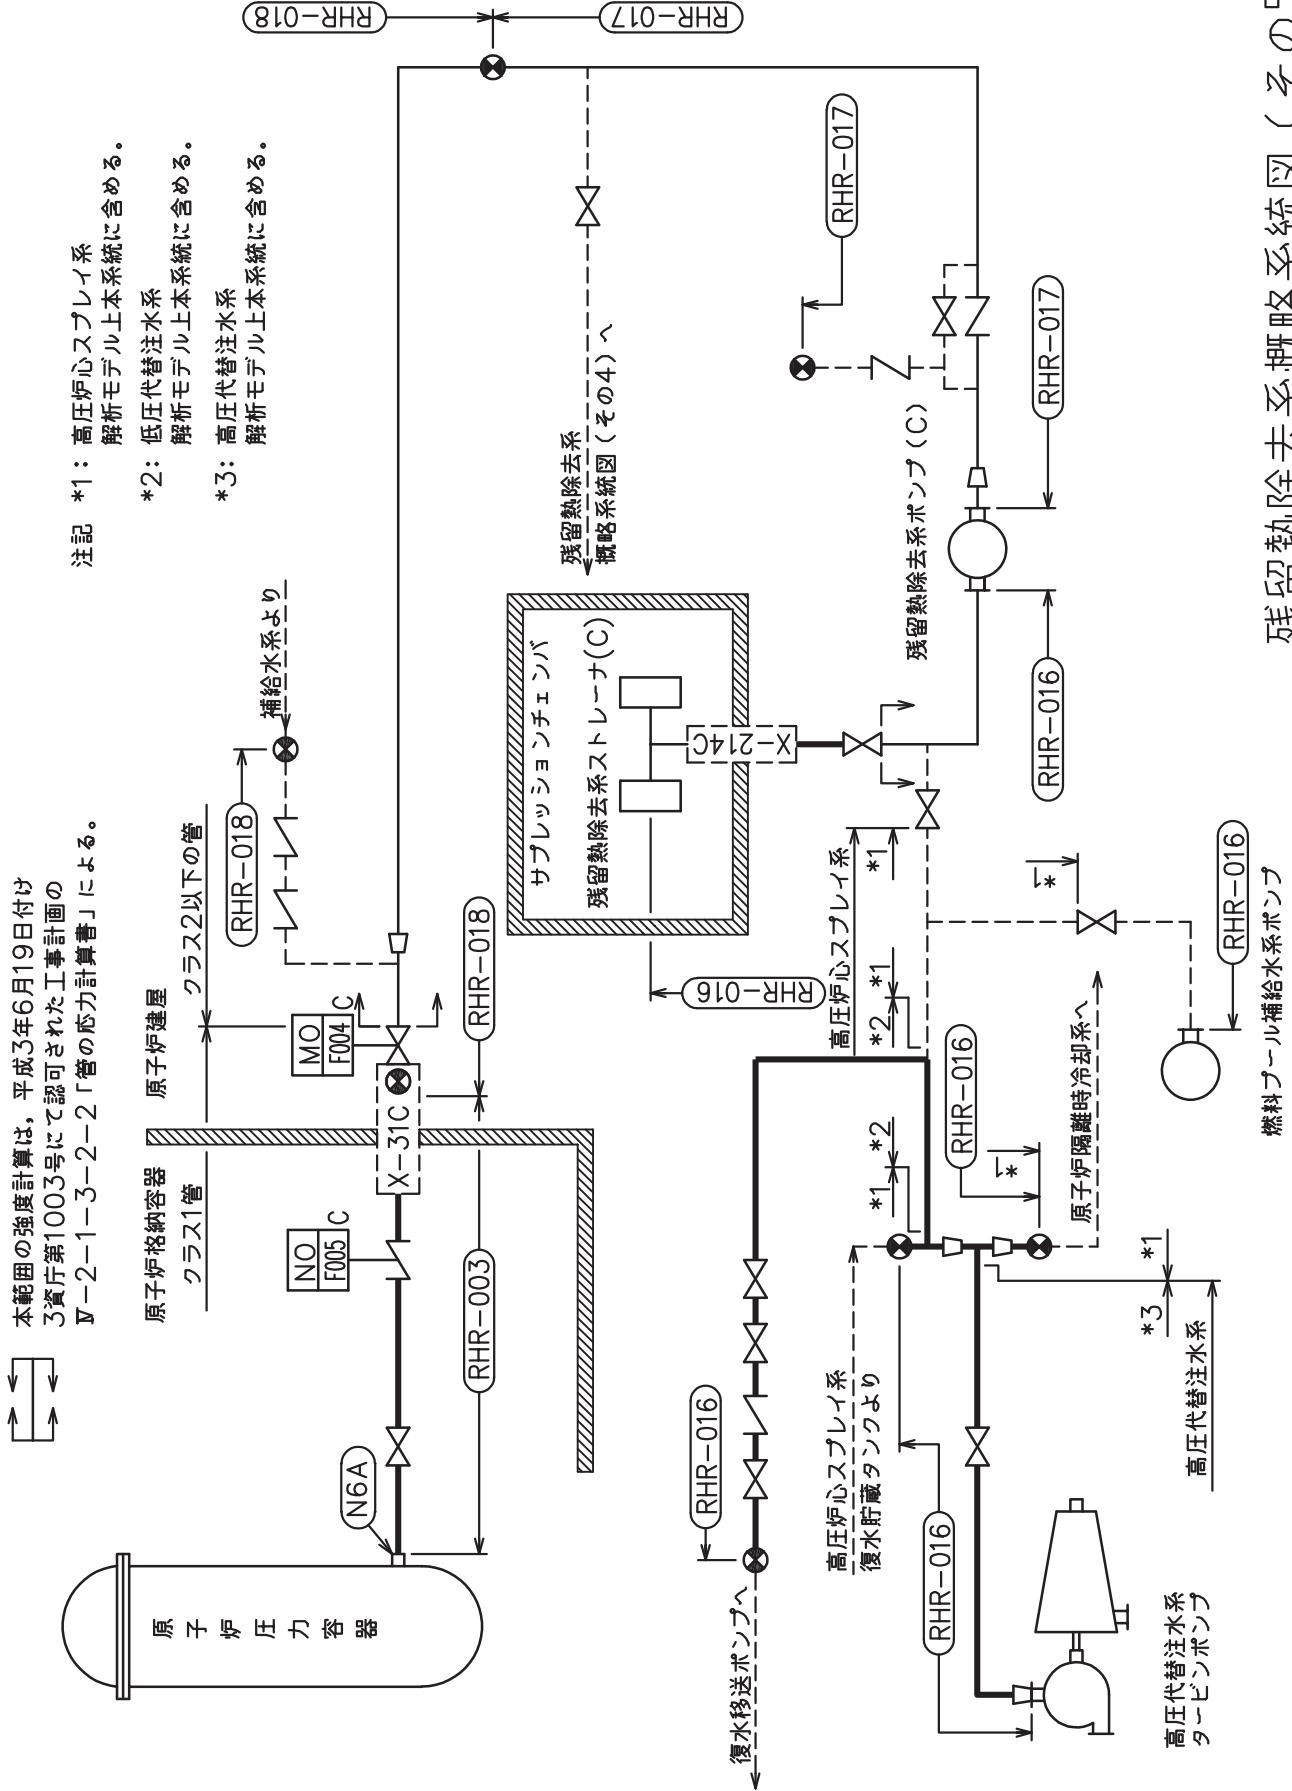 本範囲の強度計算は，平成3年6月19日付け
3資庁第1003号にて認可された工事計画の
Ⅳ－2－1－3－2－2「管の応力計算書」による。
注記　*1：高圧炉心スプレイ系
解析モデル上本系統に含める。
*2：低圧代替注水系
解析モデル上本系統に含める。
*3：高圧代替注水系
解析モデル上本系統に含める。
原子炉格納容器
原子炉建屋
クラス1管
クラス2以下の管
RHR-018
補給水系より
NO
F005
C
MO
F004
C
原子炉圧力容器
N6A
X-31C
RHR-003
RHR-018
RHR-018
RHR-017
残留熱除去系
概略系統図（その4）へ
サプレッションチェンバ
残留熱除去系ストレーナ(C)
X-214C
RHR-016
RHR-016
復水移送ポンプへ
高圧炉心スプレイ系
復水貯蔵タンクより
高圧炉心スプレイ系
*1
*2
*2
*1
*1
RHR-017
残留熱除去系ポンプ(C)
RHR-016
RHR-017
RHR-016
RHR-016
*1
*1
原子炉隔離時冷却系へ
*3
*1
高圧代替注水系
高圧代替注水系
タービンポンプ
RHR-016
燃料プール補給水系ポンプ
残留熱除去系概略系統図（その